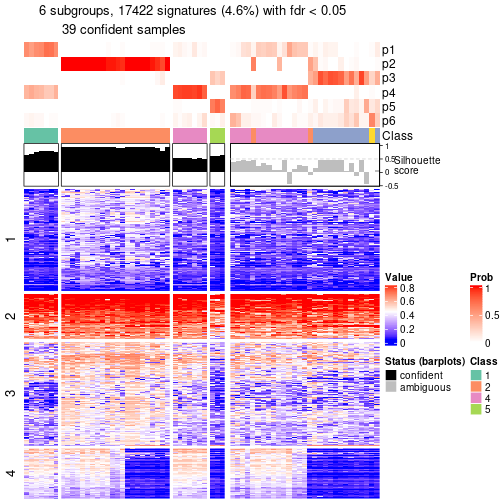 6 subgroups, 17422 signatures (4.6%) with fdr < 0.05
39 confident samples
p1
p2
p3
p4
p5
p6
Class
1
0.5
0
-0.5
Silhouette
score
1
2
3
4
Value
0.8
0.6
0.4
0.2
0
Prob
1
0.5
0
Status (barplots)
confident
ambiguous
Class
1
2
4
5